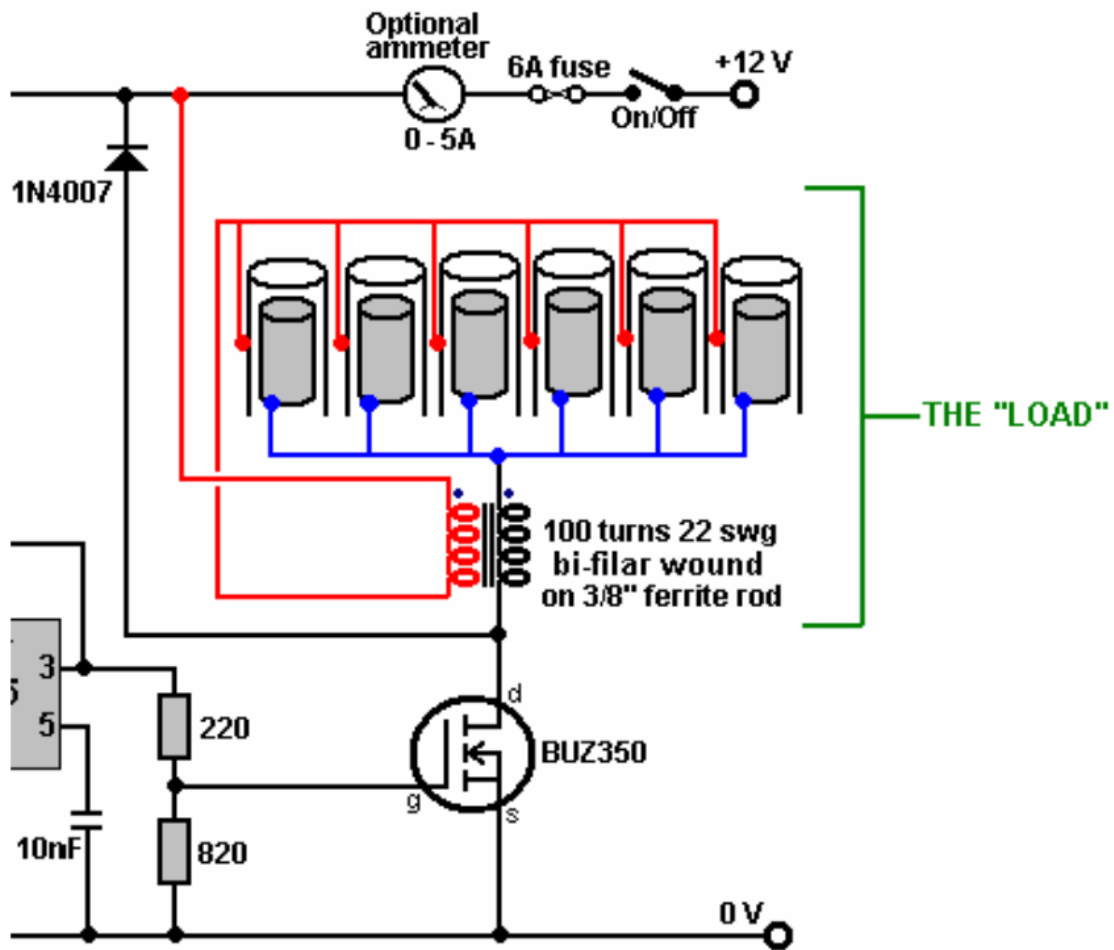 Optional
ammeter
6A fuse
+12 V
0 - 5A
On/Off
1N4007
THE "LOAD"
100 turns 22 swg
bi-filar wound
on 3/8" ferrite rod
3
5
5
220
d
BUZ350
g
s
10nF
820
0 V